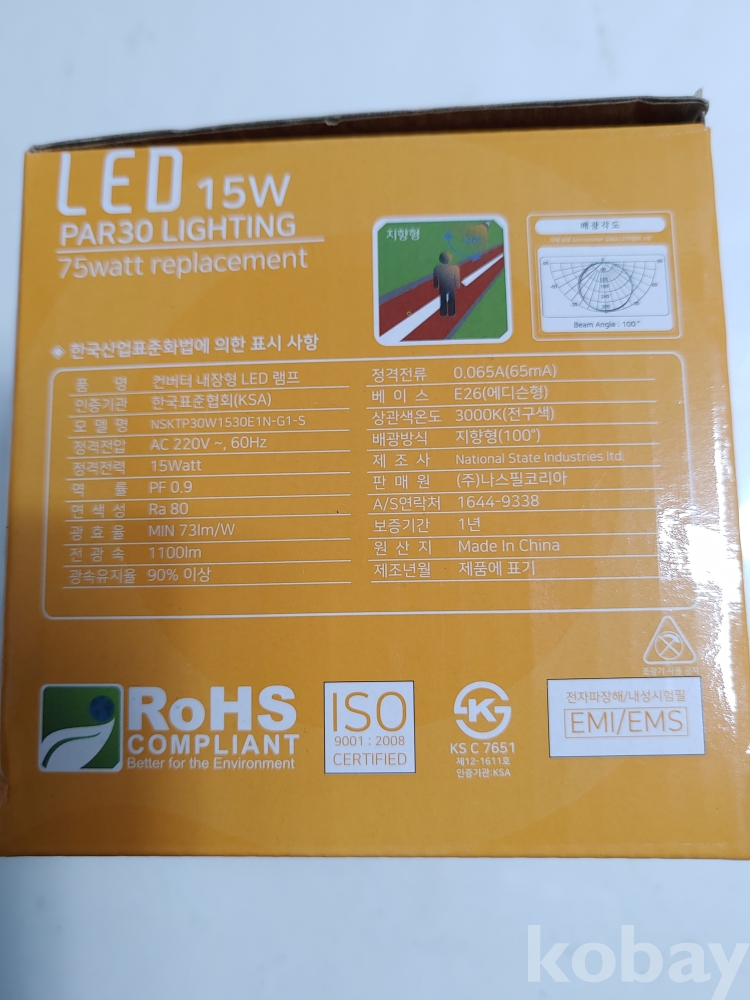 LED 15W
PAR30 LIGHTING
75watt replacement
지향형
배광각도
Beam Angle : 100°
◈ 한국산업표준화법에 의한 표시 사항
품 명 컨버터 내장형 LED 램프
인증기관 한국표준협회(KSA)
모 델 명 NSKTP30W1530E1N-G1-S
정격전압 AC 220V ~, 60Hz
정격전력 15Watt
역 률 PF 0.9
연 색 성 Ra 80
광 효 율 MIN 73lm/W
전 광 속 1100lm
광속유지율 90% 이상
정격전류 0.065A(65mA)
베 이 스 E26(에디슨형)
상관색온도 3000K(전구색)
배광방식 지향형(100°)
제 조 사 National State Industries ltd.
판 매 원 (주)나스필코리아
A/S연락처 1644-9338
보증기간 1년
원 산 지 Made In China
제조년월 제품에 표기
RoHS
COMPLIANT
Better for the Environment
ISO
9001 : 2008
CERTIFIED
KS C 7651
제12-1611호
인증기관:KSA
전자파장해/내성시험필
EMI/EMS
kobay